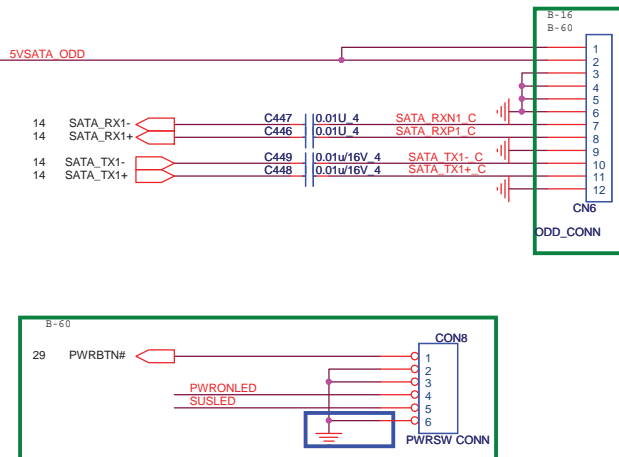 B-16
B-60
5VSATA_ODD
1
2
3
4
5
6
14 SATA_RX1- C447 0.01U_4 SATA_RXN1_C 7
14 SATA_RX1+ C446 0.01U_4 SATA_RXP1_C 8
9
14 SATA_TX1- C449 0.01u/16V_4 SATA_TX1-_C 10
14 SATA_TX1+ C448 0.01u/16V_4 SATA_TX1+_C 11
12
CN6
ODD_CONN
B-60
CON8
29 PWRBTN# 1
2
3
PWRONLED 4
SUSLED 5
6
PWRSW CONN